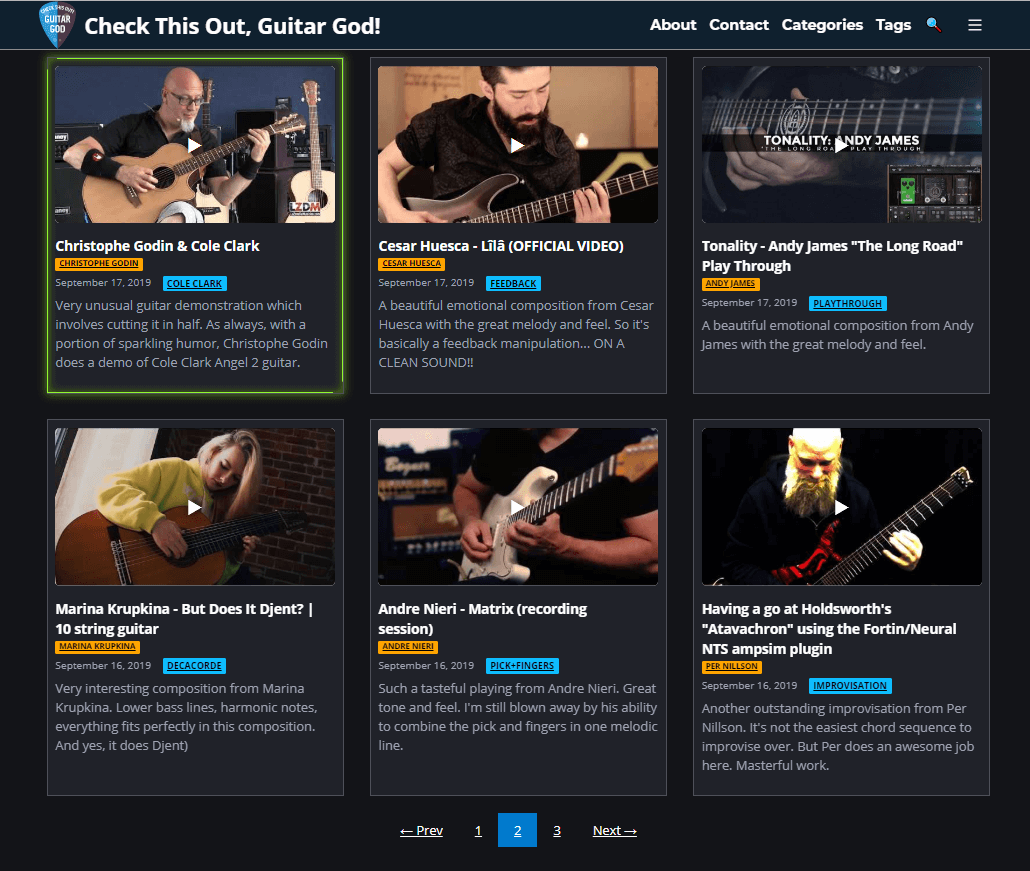 CHECK THIS OUT,
GUITAR
GOD
Check This Out, Guitar God!
About Contact Categories Tags
LZDM
TONALITY: ANDY JAMES
"THE LONG ROAD" PLAY THROUGH
Christophe Godin & Cole Clark
CHRISTOPHE GODIN
September 17, 2019 COLE CLARK
Very unusual guitar demonstration which
involves cutting it in half. As always, with a
portion of sparkling humor, Christophe Godin
does a demo of Cole Clark Angel 2 guitar.
Cesar Huesca - Līlā (OFFICIAL VIDEO)
CESAR HUESCA
September 17, 2019 FEEDBACK
A beautiful emotional composition from Cesar
Huesca with the great melody and feel. So it's
basically a feedback manipulation... ON A
CLEAN SOUND!!
Tonality - Andy James "The Long Road"
Play Through
ANDY JAMES
September 17, 2019 PLAYTHROUGH
A beautiful emotional composition from Andy
James with the great melody and feel.
Bogner
Marina Krupkina - But Does It Djent? |
10 string guitar
MARINA KRUPKINA
September 16, 2019 DECACORDE
Very interesting composition from Marina
Krupkina. Lower bass lines, harmonic notes,
everything fits perfectly in this composition.
And yes, it does Djent)
Andre Nieri - Matrix (recording
session)
ANDRE NIERI
September 16, 2019 PICK+FINGERS
Such a tasteful playing from Andre Nieri. Great
tone and feel. I'm still blown away by his ability
to combine the pick and fingers in one melodic
line.
Having a go at Holdsworth's
"Atavachron" using the Fortin/Neural
NTS ampsim plugin
PER NILLSON
September 16, 2019 IMPROVISATION
Another outstanding improvisation from Per
Nillson. It's not the easiest chord sequence to
improvise over. But Per does an awesome job
here. Masterful work.
← Prev 1 2 3 Next →